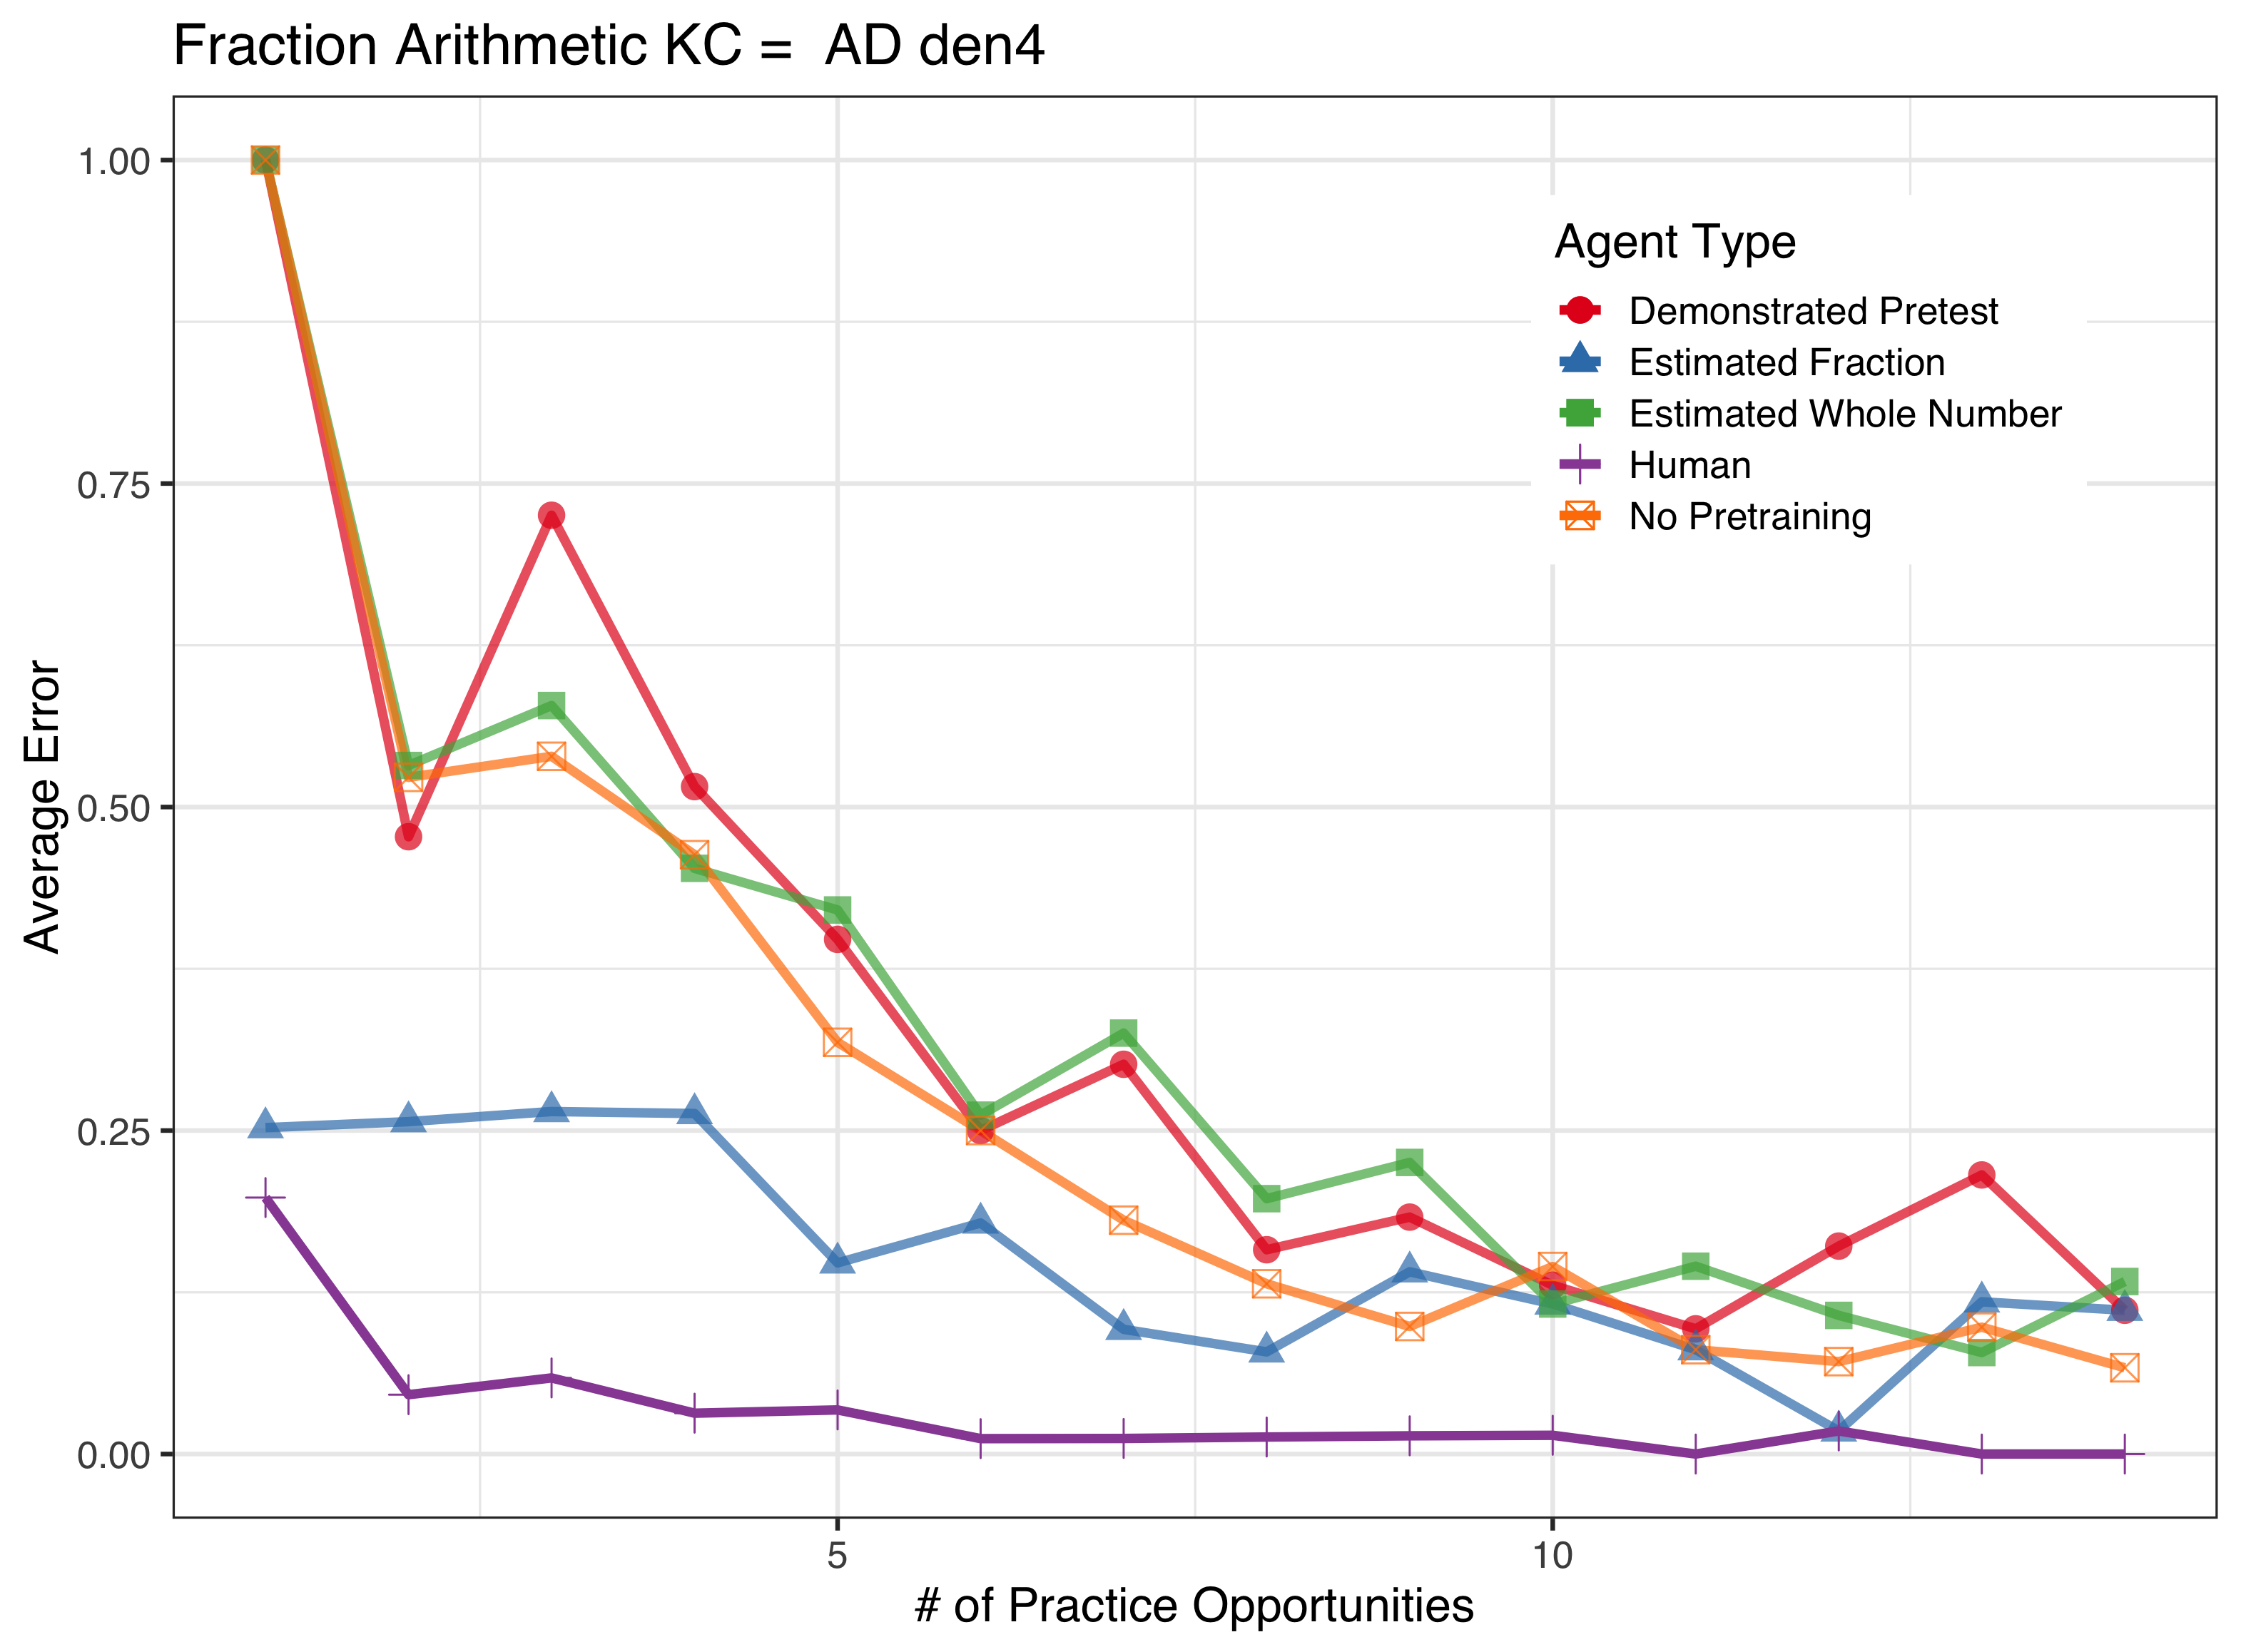 Fraction Arithmetic KC =  AD den4
1.00
0.75
0.50
0.25
0.00
Average Error
Agent Type
Demonstrated Pretest
Estimated Fraction
Estimated Whole Number
Human
No Pretraining
5
10
# of Practice Opportunities